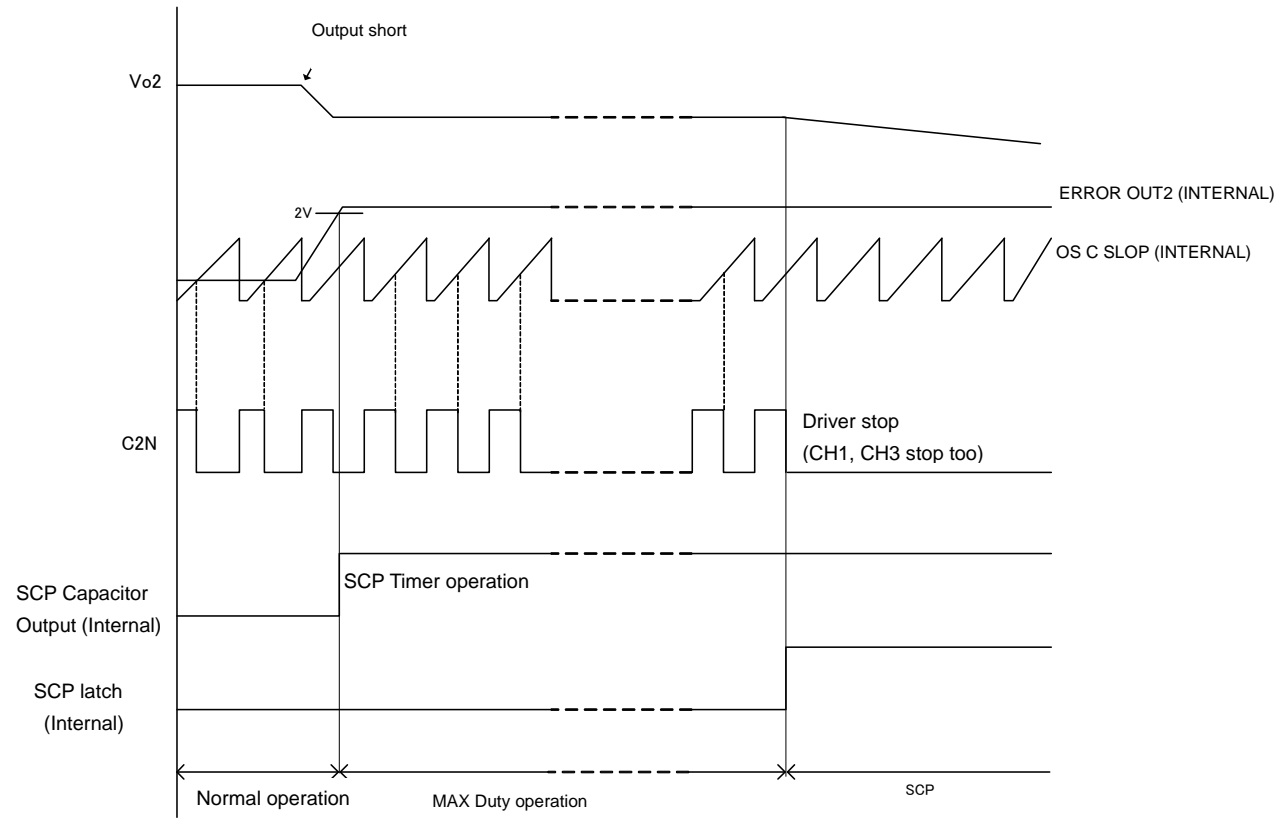 Output short
Vo2
ERROR OUT2 (INTERNAL)
2V
OS C SLOP (INTERNAL)
C2N
Driver stop
(CH1, CH3 stop too)
SCP Timer operation
SCP Capacitor
Output (Internal)
SCP latch
(Internal)
Normal operation
MAX Duty operation
SCP